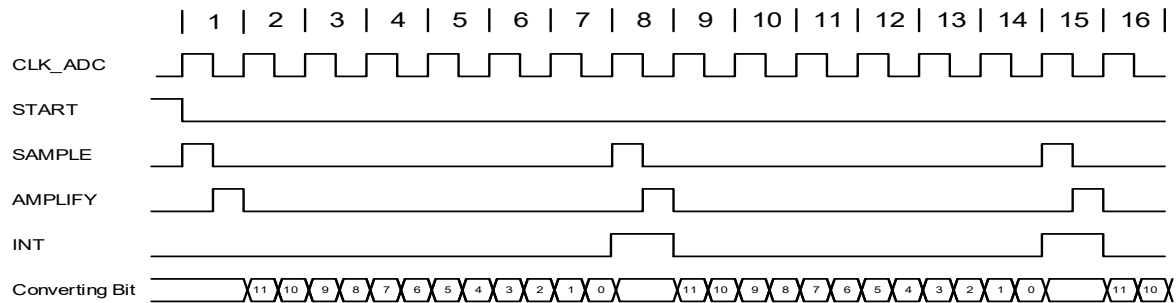 | 1 | 2 | 3 | 4 | 5 | 6 | 7 | 8 | 9 | 10 | 11 | 12 | 13 | 14 | 15 | 16
CLK_ADC
START
SAMPLE
AMPLIFY
INT
Converting Bit 11 10 9 8 7 6 5 4 3 2 1 0 11 10 9 8 7 6 5 4 3 2 1 0 11 10